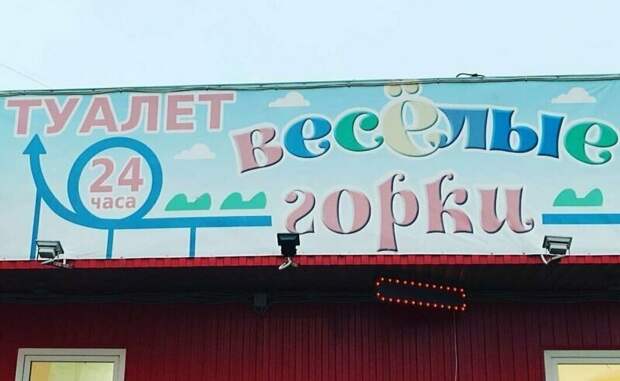 ТУАЛЕТ
24
часа
весёлые
горки